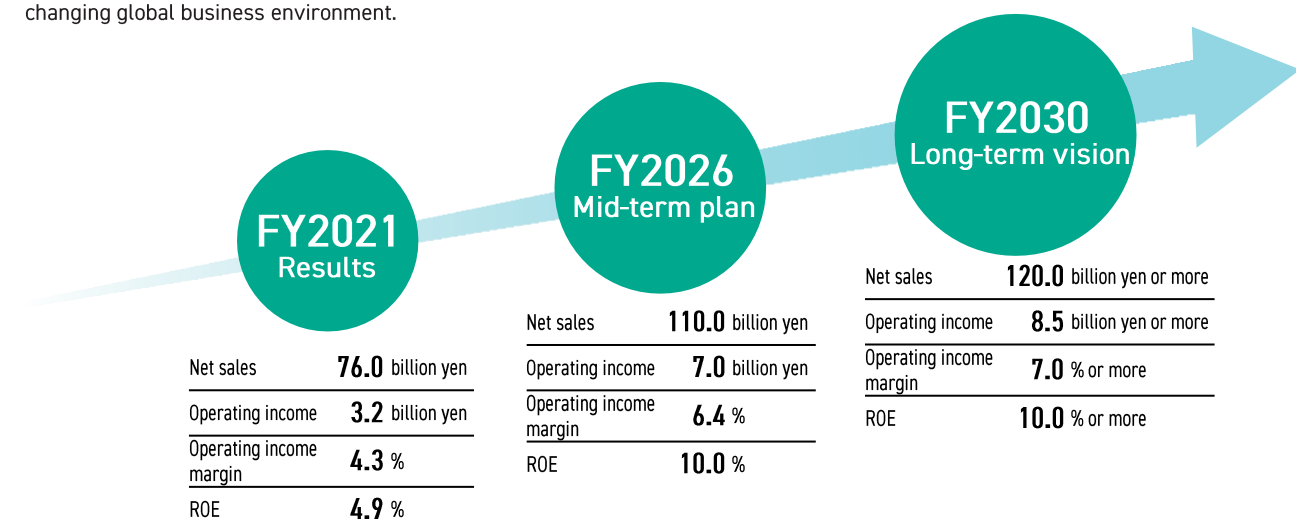 changing global business environment.
FY2021
Results
Net sales 76.0 billion yen
Operating income 3.2 billion yen
Operating income
margin 4.3 %
ROE 4.9 %
FY2026
Mid-term plan
Net sales 110.0 billion yen
Operating income 7.0 billion yen
Operating income
margin 6.4 %
ROE 10.0 %
FY2030
Long-term vision
Net sales 120.0 billion yen or more
Operating income 8.5 billion yen or more
Operating income
margin 7.0 % or more
ROE 10.0 % or more